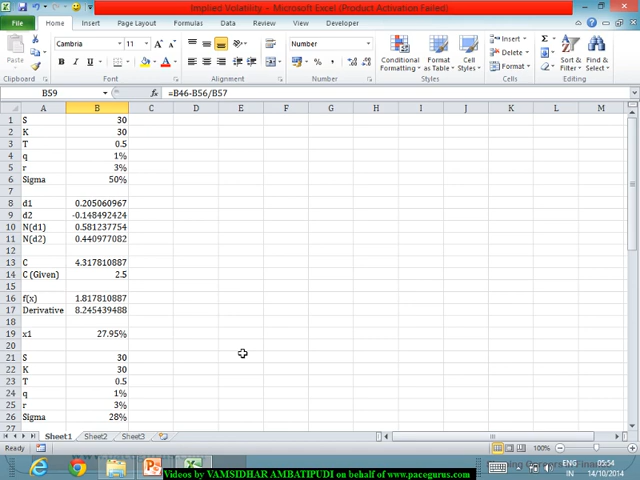 Implied Volatility - Microsoft Excel (Product Activation Failed)
File Home Insert Page Layout Formulas Data Review View Developer
Cambria 11 Number
Paste
B I U
Conditional Formatting
Format as Table
Cell Styles
Insert
Delete
Format
Sort & Filter
Find & Select
Clipboard Font Alignment Number Styles Cells Editing
B59 fx =B46-B56/B57
A B C D E F G H I J K L M
1 S 30
2 K 30
3 T 0.5
4 q 1%
5 r 3%
6 Sigma 50%
7
8 d1 0.205060967
9 d2 -0.148492424
10 N(d1) 0.581237754
11 N(d2) 0.440977082
12
13 C 4.317810887
14 C (Given) 2.5
15
16 f(x) 1.817810887
17 Derivative 8.245439488
18
19 x1 27.95%
20
21 S 30
22 K 30
23 T 0.5
24 q 1%
25 r 3%
26 Sigma 28%
27
Sheet1 Sheet2 Sheet3
Ready 100%
ENG
IN
05:54
14/10/2014
Videos by VAMSIDHAR AMBATIPUDI on behalf of www.pacegurus.com